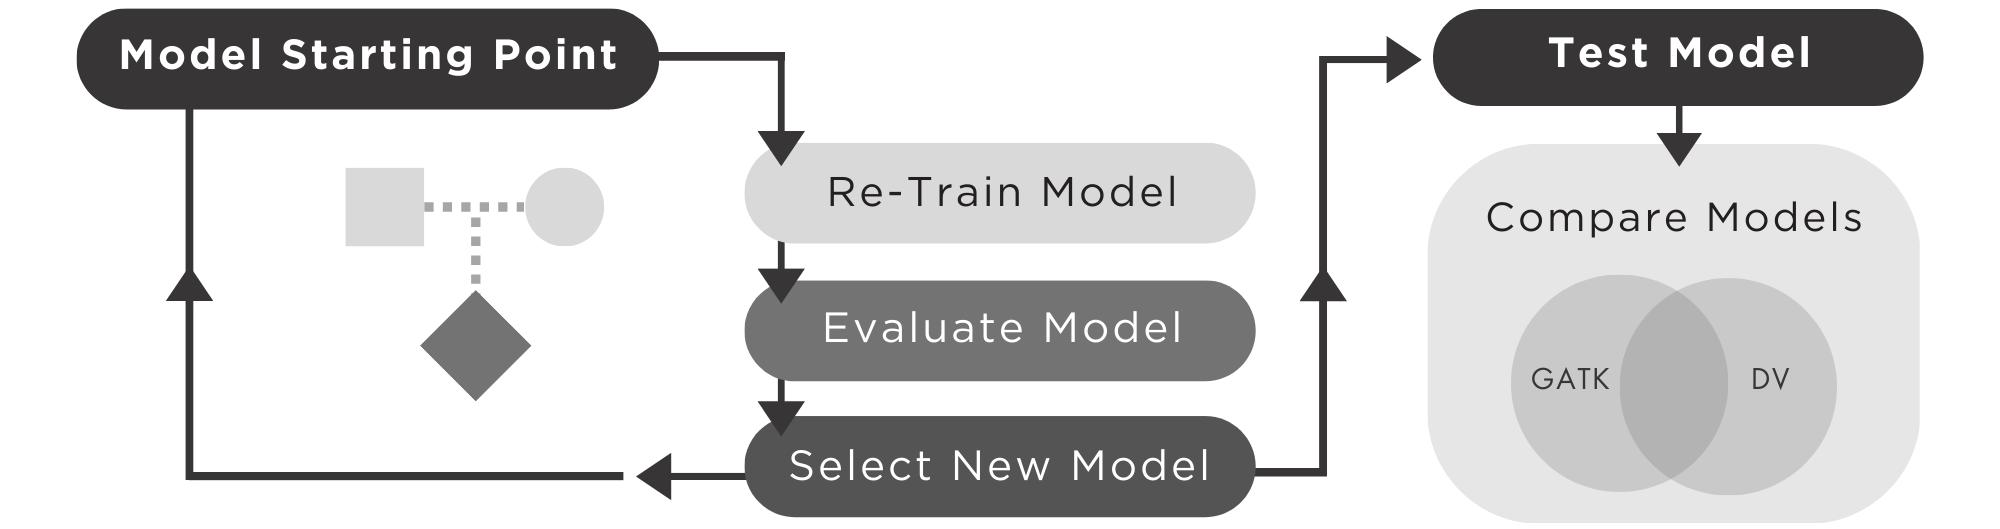 Model Starting Point
Re-Train Model
Evaluate Model
Select New Model
Test Model
Compare Models
GATK
DV